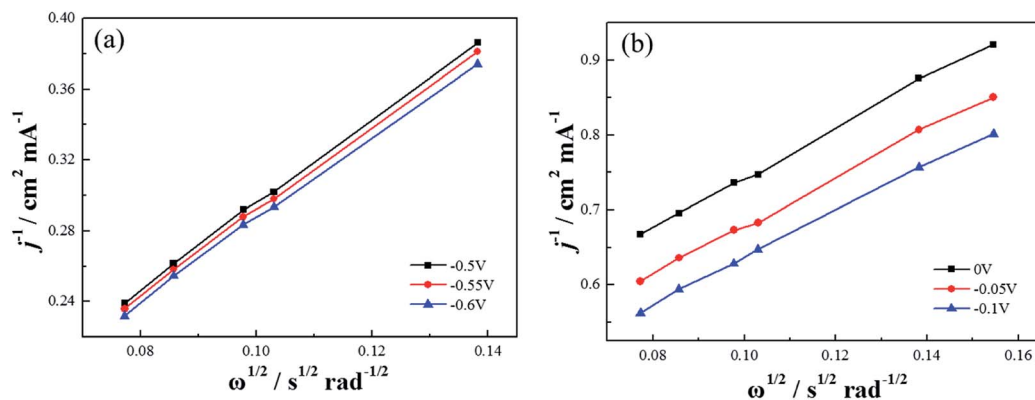 (a)
0.40
0.36
0.32
0.28
0.24
j⁻¹ / cm² mA⁻¹
-0.5V
-0.55V
-0.6V
0.08 0.10 0.12 0.14
ω^1/2 / s^1/2 rad^-1/2
(b)
0.9
0.8
0.7
0.6
j⁻¹ / cm² mA⁻¹
0V
-0.05V
-0.1V
0.08 0.10 0.12 0.14 0.16
ω^1/2 / s^1/2 rad^-1/2